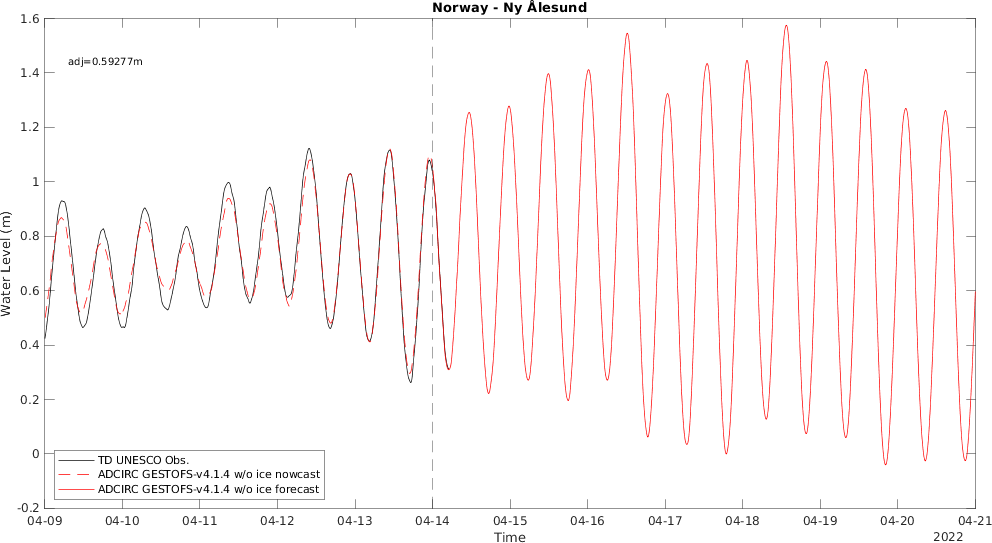 Norway - Ny Ålesund
adj=0.59277m
Water Level (m)
1.6
1.4
1.2
1
0.8
0.6
0.4
0.2
0
-0.2
TD UNESCO Obs.
ADCIRC GESTOFS-v4.1.4 w/o ice nowcast
ADCIRC GESTOFS-v4.1.4 w/o ice forecast
04-09 04-10 04-11 04-12 04-13 04-14 04-15 04-16 04-17 04-18 04-19 04-20 04-21
Time
2022